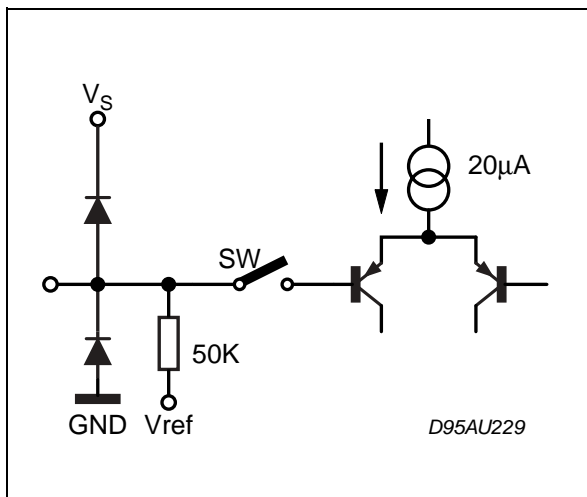 VS
20μA
SW
50K
GND Vref
D95AU229